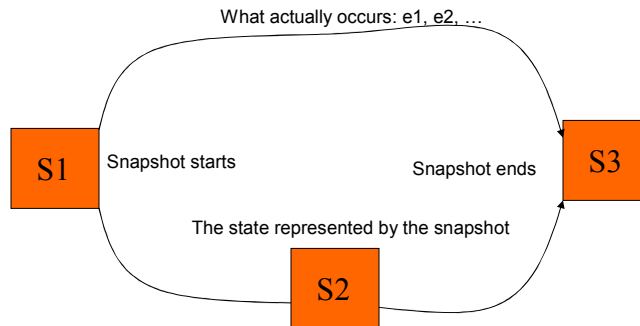 What actually occurs: e1, e2, …
S1
Snapshot starts
Snapshot ends
S3
The state represented by the snapshot
S2